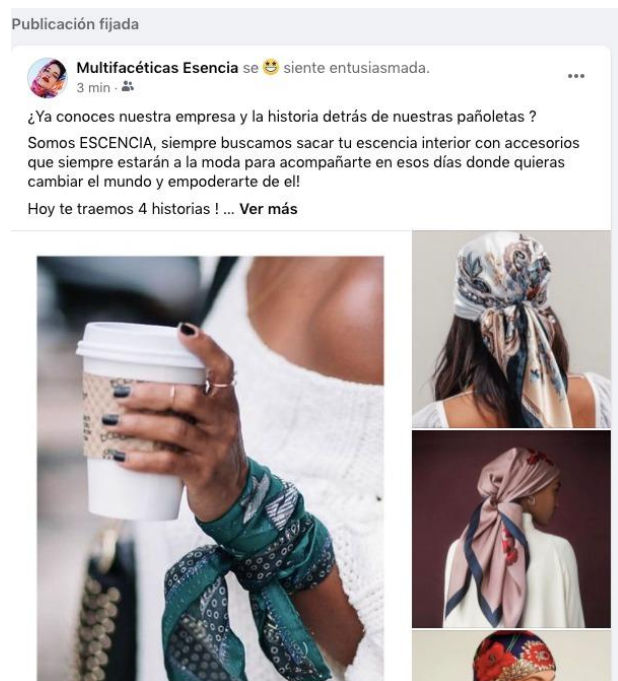 Publicación fijada
Multifacéticas Esencia se 😃 siente entusiasmada.
3 min ·
¿Ya conoces nuestra empresa y la historia detrás de nuestras pañoletas ?
Somos ESCENCIA, siempre buscamos sacar tu escencia interior con accesorios
que siempre estarán a la moda para acompañarte en esos días donde quieras
cambiar el mundo y empoderarte de el!
Hoy te traemos 4 historias ! ... Ver más